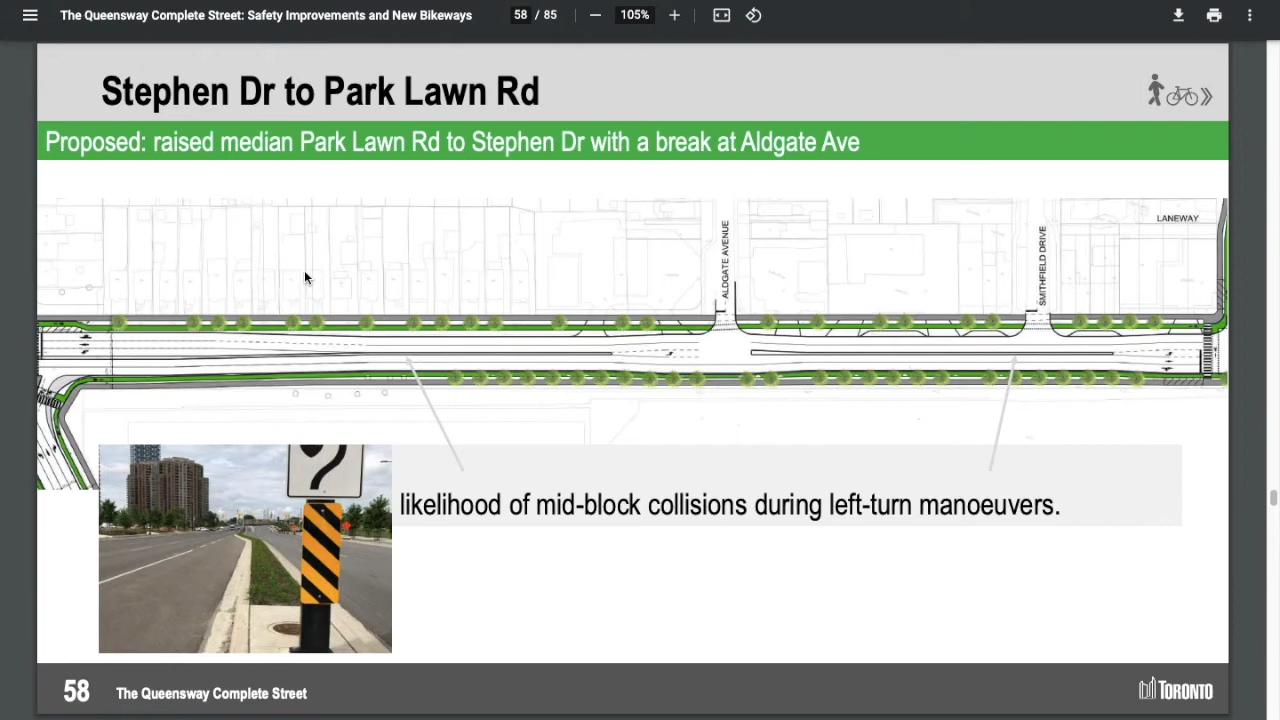 The Queensway Complete Street: Safety Improvements and New Bikeways
58 / 85
105%
Stephen Dr to Park Lawn Rd
Proposed: raised median Park Lawn Rd to Stephen Dr with a break at Aldgate Ave
ALDGATE AVENUE
SMITHFIELD DRIVE
LANEWAY
likelihood of mid-block collisions during left-turn manoeuvers.
58
The Queensway Complete Street
TORONTO